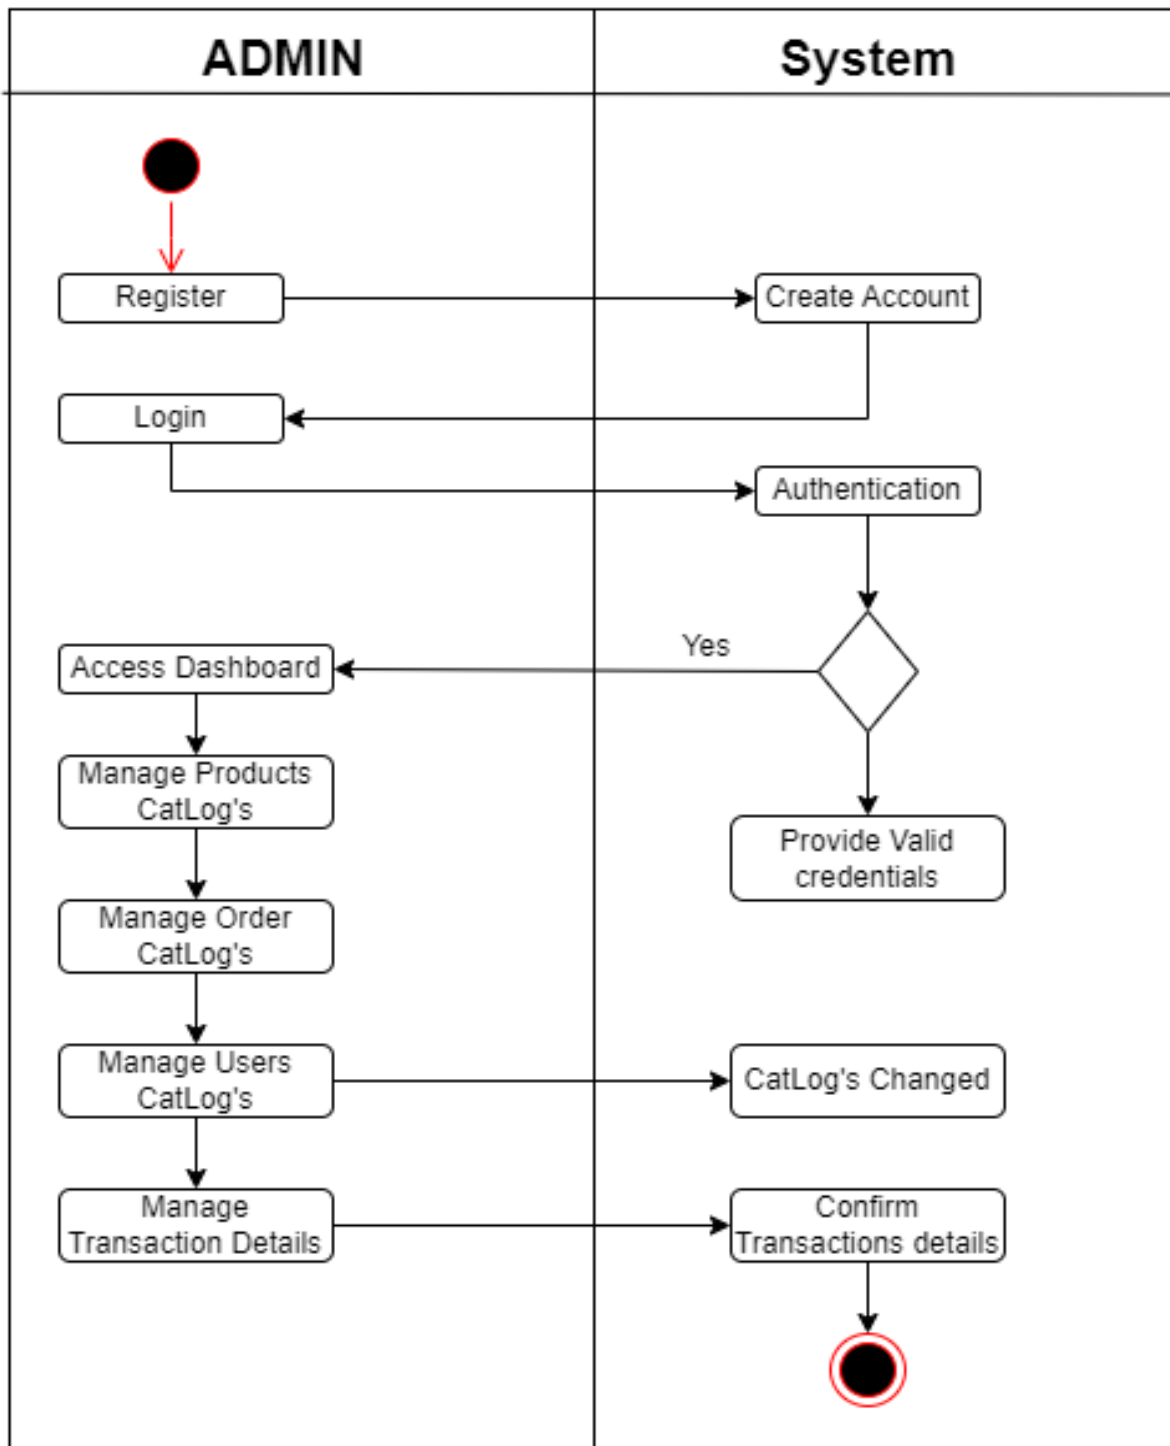 ADMIN
System
Register
Create Account
Login
Authentication
Yes
Access Dashboard
Manage Products
CatLog's
Provide Valid
credentials
Manage Order
CatLog's
Manage Users
CatLog's
CatLog's Changed
Manage
Transaction Details
Confirm
Transactions details